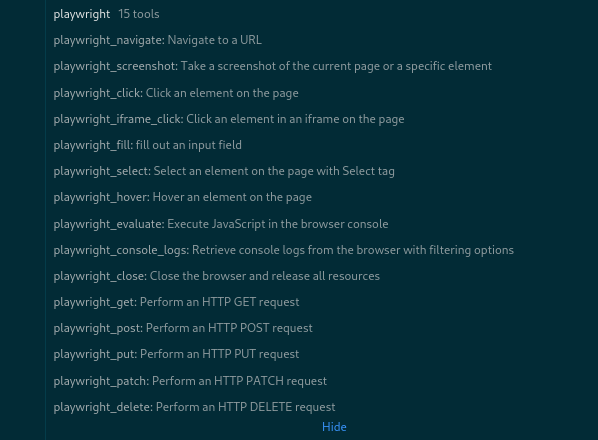 playwright 15 tools
playwright_navigate: Navigate to a URL
playwright_screenshot: Take a screenshot of the current page or a specific element
playwright_click: Click an element on the page
playwright_iframe_click: Click an element in an iframe on the page
playwright_fill: fill out an input field
playwright_select: Select an element on the page with Select tag
playwright_hover: Hover an element on the page
playwright_evaluate: Execute JavaScript in the browser console
playwright_console_logs: Retrieve console logs from the browser with filtering options
playwright_close: Close the browser and release all resources
playwright_get: Perform an HTTP GET request
playwright_post: Perform an HTTP POST request
playwright_put: Perform an HTTP PUT request
playwright_patch: Perform an HTTP PATCH request
playwright_delete: Perform an HTTP DELETE request
Hide